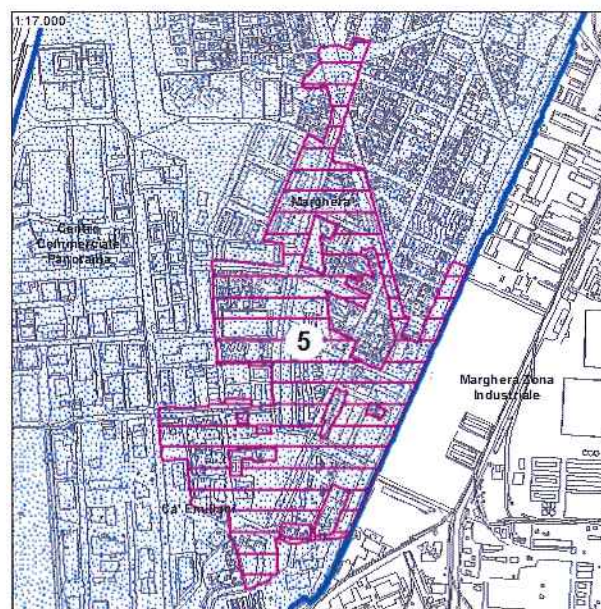 1:17.000
Marghera
Centro
Commerciale
Panorama
5
Marghera Zona
Industriale
Ca' Emiliani